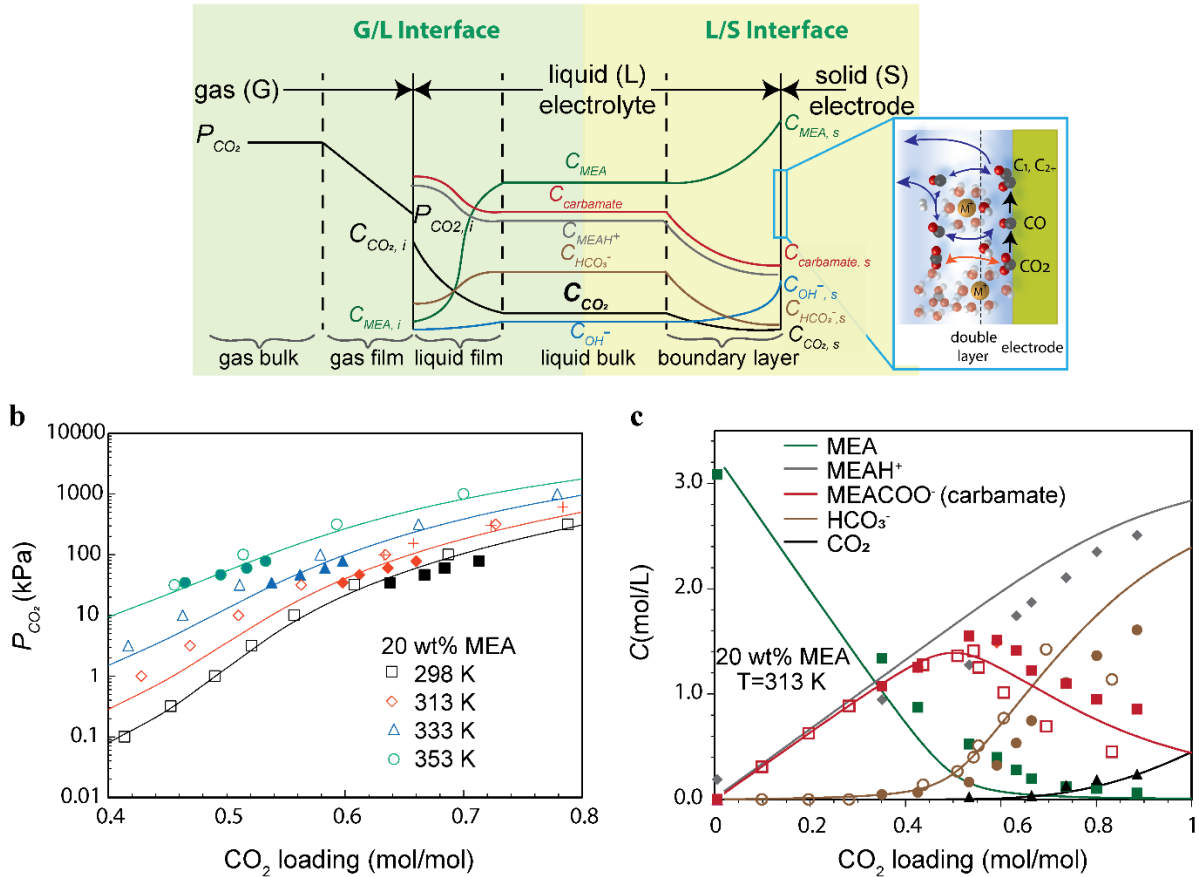 G/L Interface
L/S Interface
gas (G)
liquid (L)
electrolyte
solid (S)
electrode
P_CO₂
C_MEA, s
C_MEA
C_carbamate
P_CO2, i
C_CO₂, i
C_MEAH⁺
C_HCO₃⁻
C_carbamate, s
C_CO₂
C_OH⁻, s
C_MEA, i
C_OH⁻
C_HCO₃⁻,s
C_CO₂, s
gas bulk
gas film
liquid film
liquid bulk
boundary layer
C₁, C₂₊
M⁺
CO
CO₂
M⁺
double
layer
electrode
b
P_CO₂ (kPa)
10000
1000
100
10
1
0.1
0.01
20 wt% MEA
298 K
313 K
333 K
353 K
0.4
0.5
0.6
0.7
0.8
CO₂ loading (mol/mol)
c
C(mol/L)
3.0
2.0
1.0
0.0
MEA
MEAH⁺
MEACOO⁻ (carbamate)
HCO₃⁻
CO₂
20 wt% MEA
T=313 K
0
0.2
0.4
0.6
0.8
1
CO₂ loading (mol/mol)